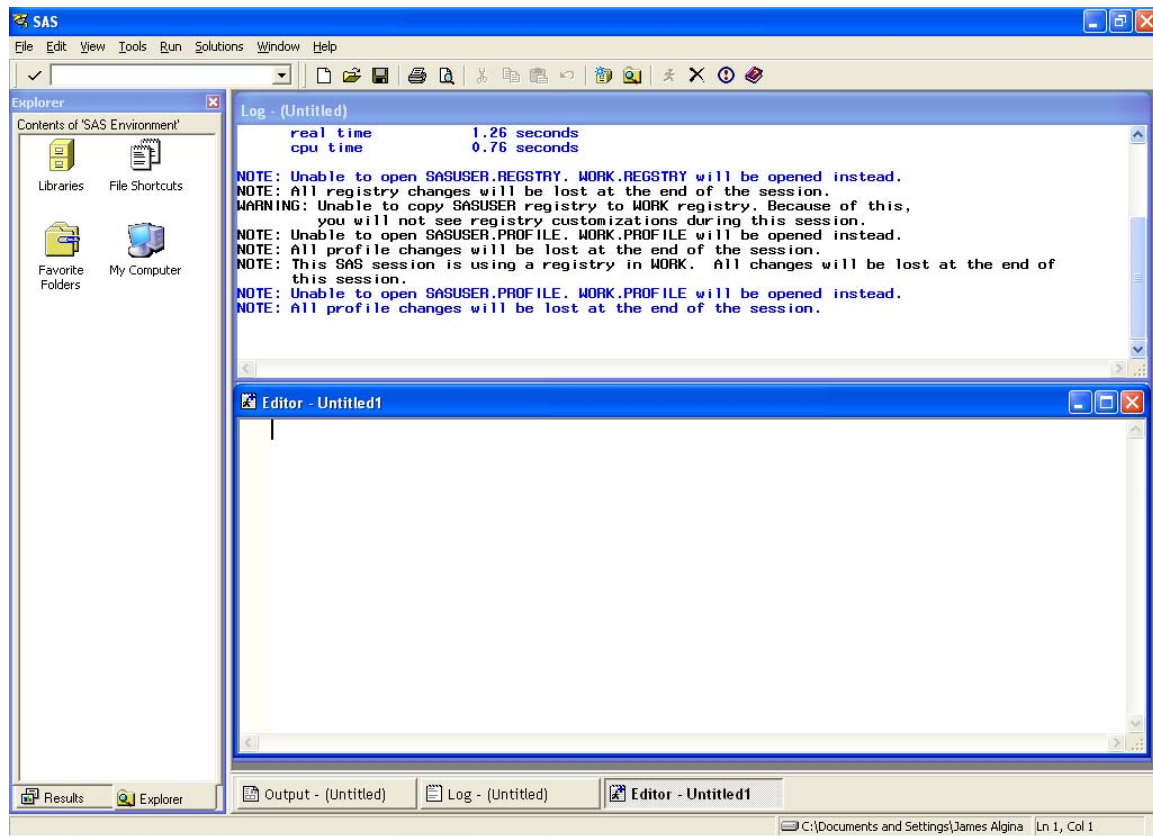 SAS
File Edit View Tools Run Solutions Window Help
Explorer
Contents of 'SAS Environment'
Libraries File Shortcuts
Favorite Folders My Computer
Log - (Untitled)
real time 1.26 seconds
cpu time 0.76 seconds
NOTE: Unable to open SASUSER.REGSTRY. WORK.REGSTRY will be opened instead.
NOTE: All registry changes will be lost at the end of the session.
WARNING: Unable to copy SASUSER registry to WORK registry. Because of this,
you will not see registry customizations during this session.
NOTE: Unable to open SASUSER.PROFILE. WORK.PROFILE will be opened instead.
NOTE: All profile changes will be lost at the end of the session.
NOTE: This SAS session is using a registry in WORK. All changes will be lost at the end of
this session.
NOTE: Unable to open SASUSER.PROFILE. WORK.PROFILE will be opened instead.
NOTE: All profile changes will be lost at the end of the session.
Editor - Untitled1
Results Explorer
Output - (Untitled) Log - (Untitled) Editor - Untitled1
C:\Documents and Settings\James Algina Ln 1, Col 1